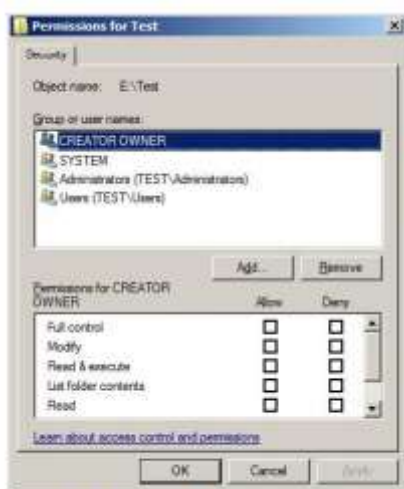 Permissions for Test
Security
Object name: E:\Test
Group or user names:
CREATOR OWNER
SYSTEM
Administrators (TEST\Administrators)
Users (TEST\Users)
Add... Remove
Permissions for CREATOR
OWNER Allow Deny
Full control
Modify
Read & execute
List folder contents
Read
Learn about access control and permissions
OK Cancel Apply